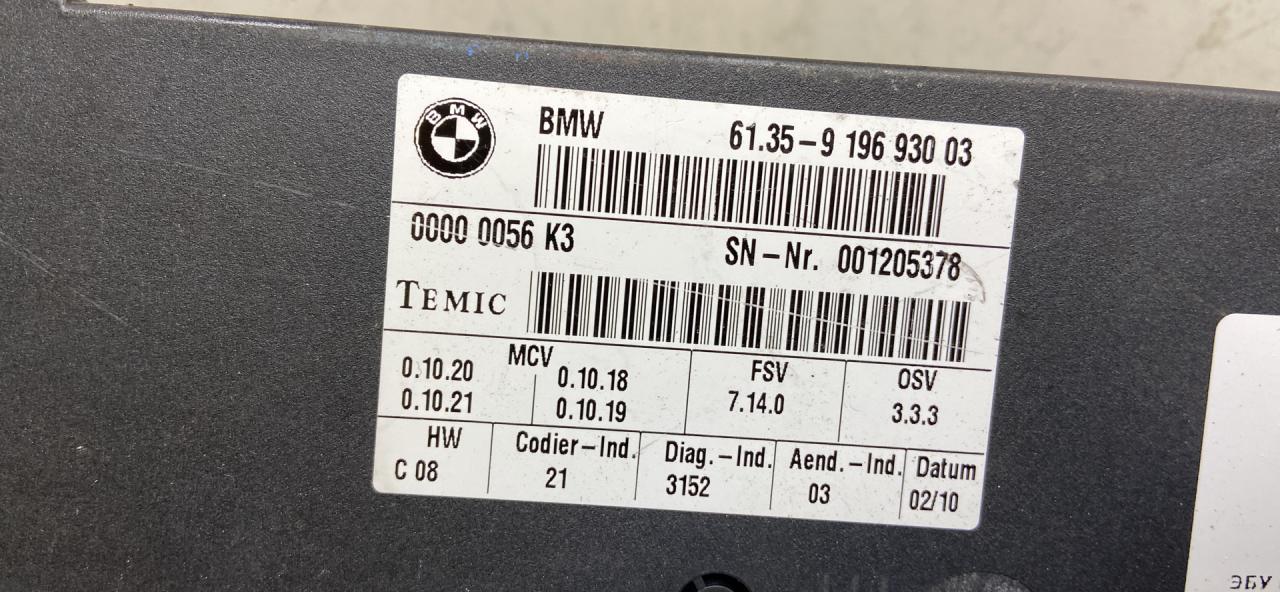 BMW
BMW 61.35-9 196 930 03
0000 0056 K3 SN-Nr. 001205378
TEMIC
MCV FSV OSV
0.10.20 0.10.18 7.14.0 3.3.3
0.10.21 0.10.19
HW Codier-Ind. Diag.-Ind. Aend.-Ind. Datum
C 08 21 3152 03 02/10
ЭБУ